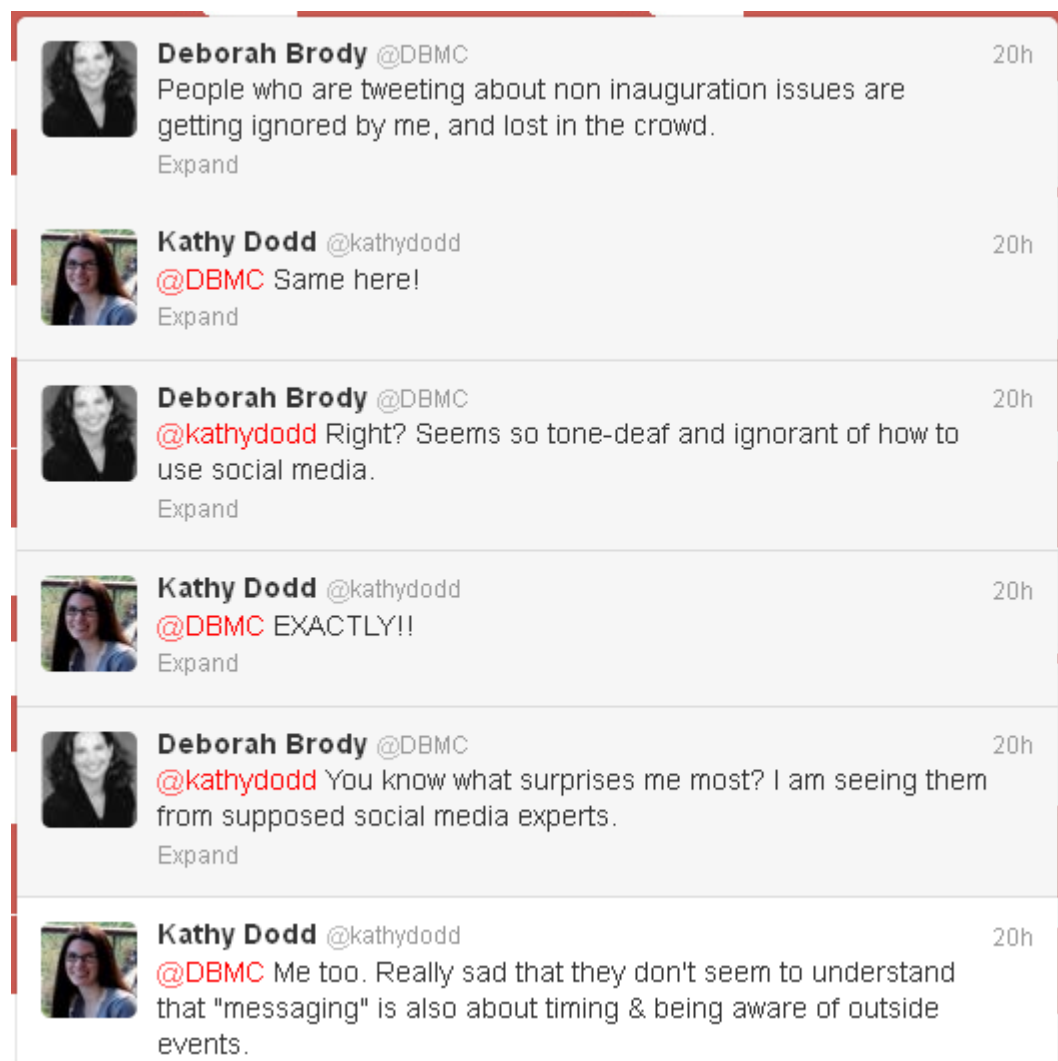 Deborah Brody @DBMC 20h
People who are tweeting about non inauguration issues are
getting ignored by me, and lost in the crowd.
Expand
Kathy Dodd @kathydodd 20h
@DBMC Same here!
Expand
Deborah Brody @DBMC 20h
@kathydodd Right? Seems so tone-deaf and ignorant of how to
use social media.
Expand
Kathy Dodd @kathydodd 20h
@DBMC EXACTLY!!
Expand
Deborah Brody @DBMC 20h
@kathydodd You know what surprises me most? I am seeing them
from supposed social media experts.
Expand
Kathy Dodd @kathydodd 20h
@DBMC Me too. Really sad that they don't seem to understand
that "messaging" is also about timing & being aware of outside
events.